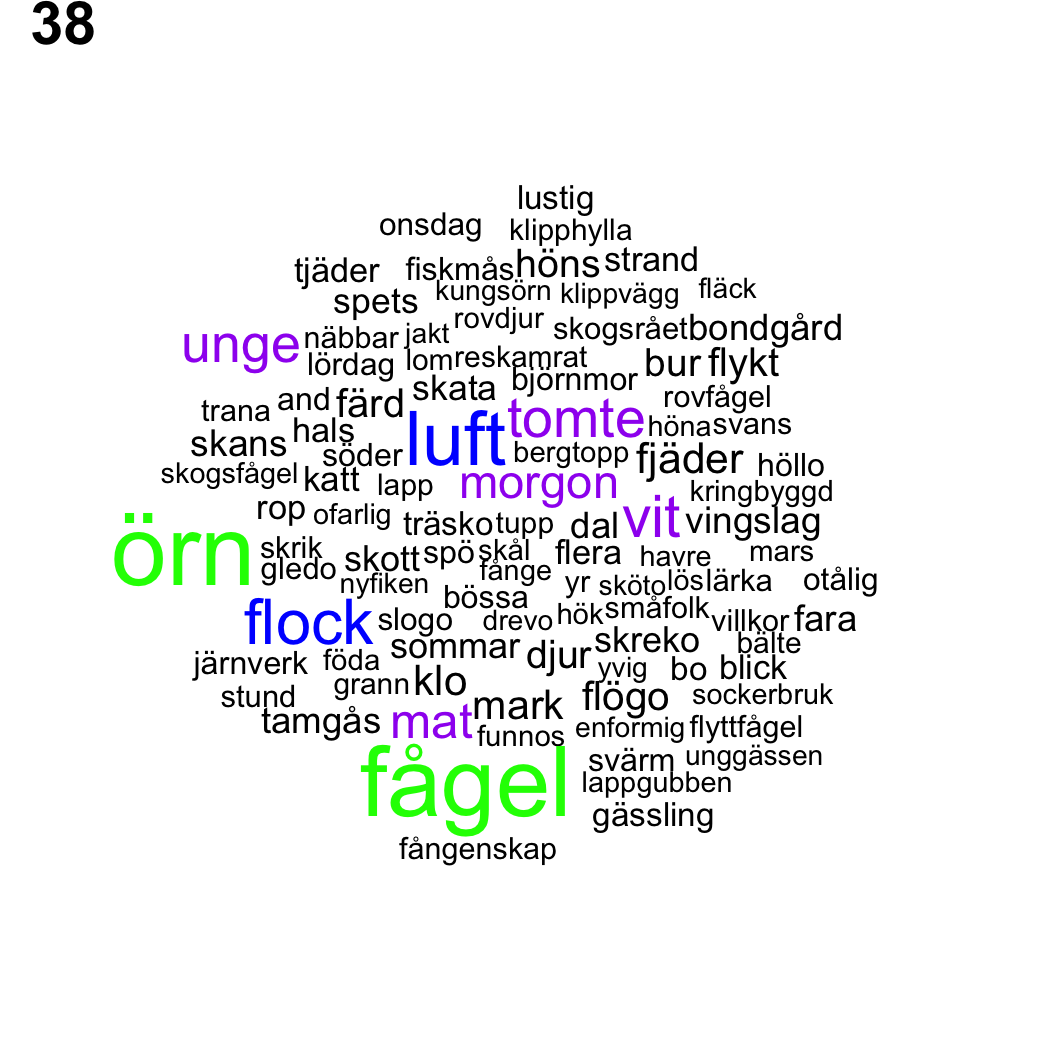 38
lustig
onsdag klipphylla
tjäder fiskmås höns strand
spets kungsörn klippvägg fläck
unge näbbar jakt rovdjur skogsrået bondgård
lördag lom reskamrat bur flykt
trana and färd skata björnmor rovfågel
skans hals luft tomte höna svans
söder bergtopp fjäder höllo
skogsfågel katt lapp morgon kringbyggd
rop ofarlig träsko tupp dal vit vingslag
örn skrik skott spö skål flera havre mars
gledo nyfiken fånge yr sköto lös lärka otålig
bössa
flock slogo drevo hök småfolk villkor fara
sommar djur skreko bälte
järnverk föda grann klo yvig bo blick
stund mark flögo sockerbruk
tamgås mat funnos enformig flyttfågel
fågel svärm unggässen
lappgubben
gässling
fångenskap